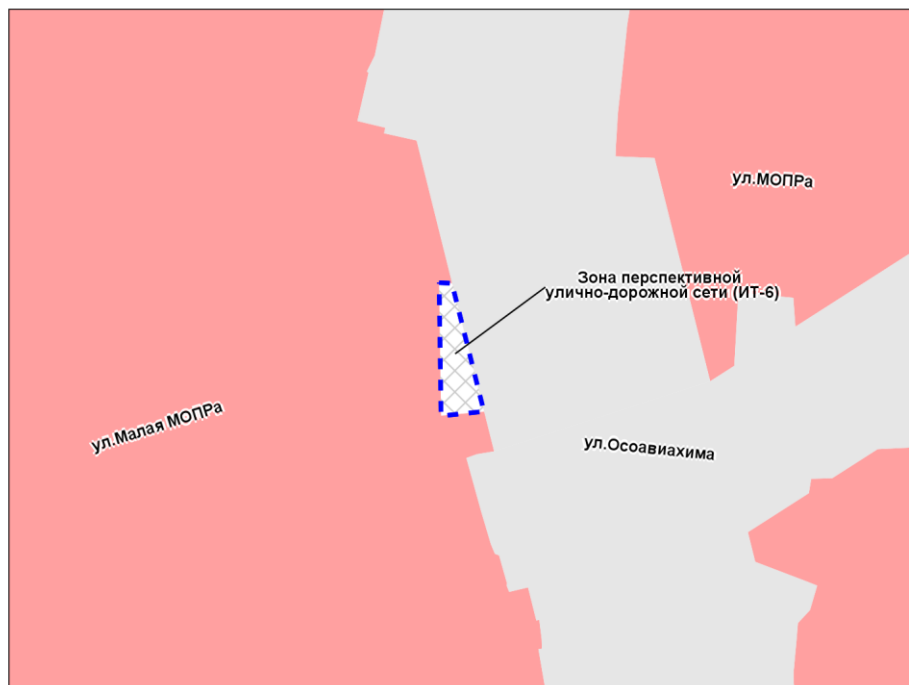 ул.МОПРа
Зона перспективной
улично-дорожной сети (ИТ-6)
ул.Малая МОПРа
ул.Осоавиахима